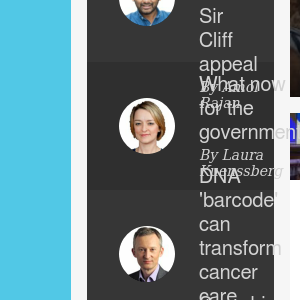 Sir
Cliff
appeal
What now
By Amol
Rajan
for the
government
By Laura
Kuenssberg
DNA
'barcode'
can
transform
cancer
care